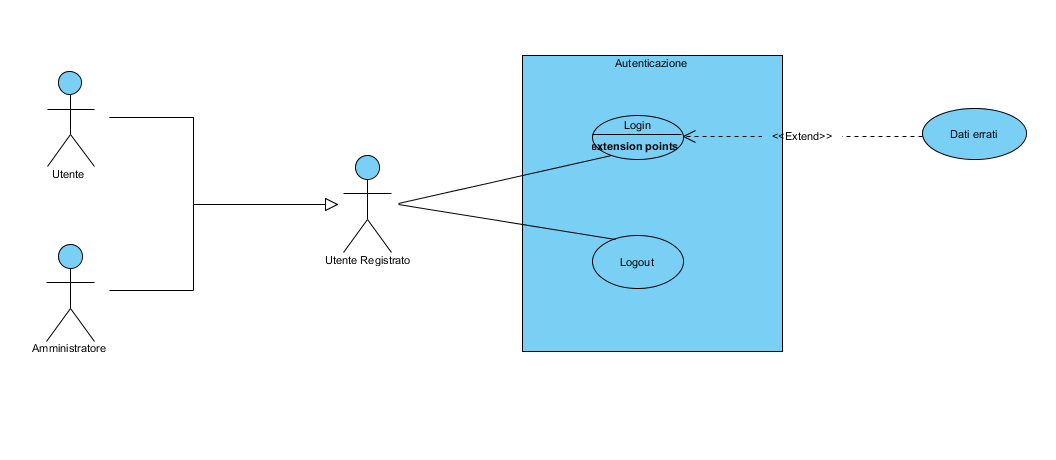 Autenticazione
Utente
Login
extension points
<<Extend>>
Dati errati
Utente Registrato
Logout
Amministratore